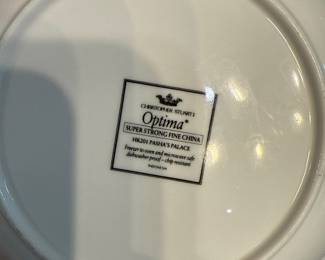 CHRISTOPHER STUART®
Optima®
SUPER STRONG FINE CHINA
HK201 PASHA'S PALACE
Freezer to oven and microwave safe
dishwasher proof - chip resistant